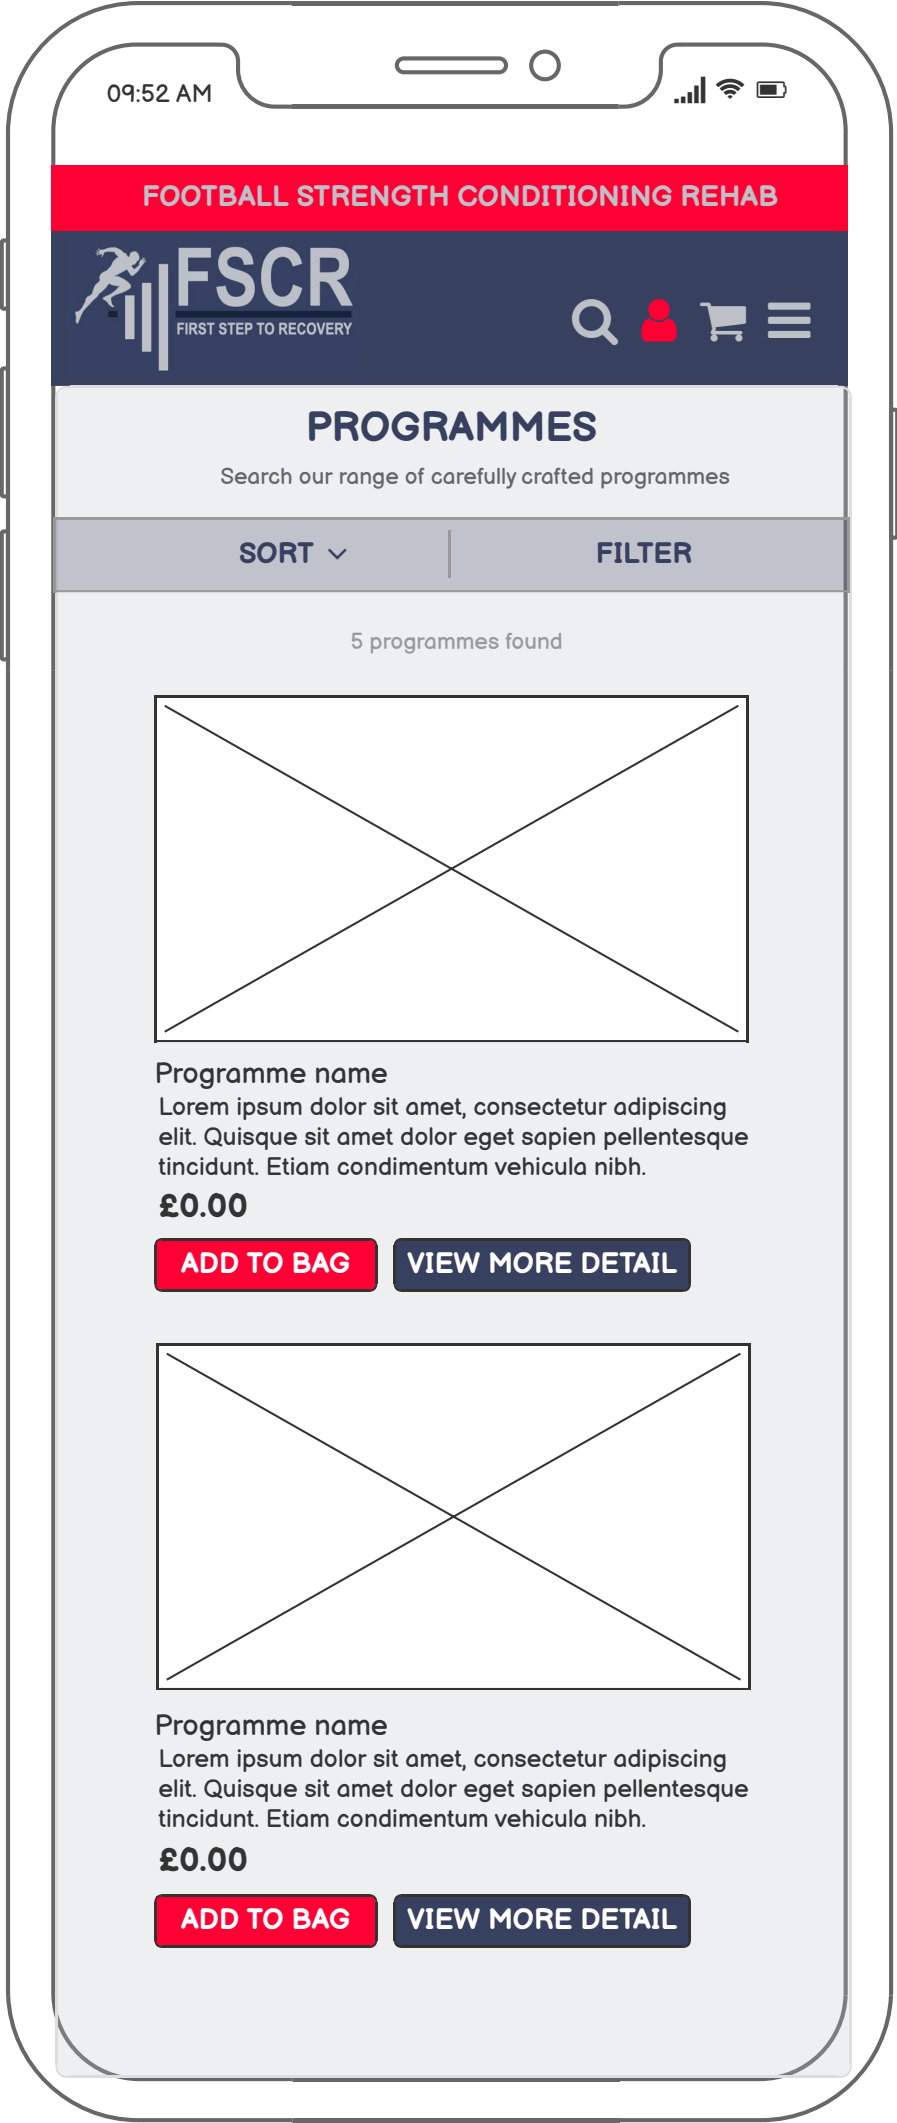 09:52 AM
FOOTBALL STRENGTH CONDITIONING REHAB
FSCR
FIRST STEP TO RECOVERY
PROGRAMMES
Search our range of carefully crafted programmes
SORT FILTER
5 programmes found
Programme name
Lorem ipsum dolor sit amet, consectetur adipiscing
elit. Quisque sit amet dolor eget sapien pellentesque
tincidunt. Etiam condimentum vehicula nibh.
£0.00
ADD TO BAG VIEW MORE DETAIL
Programme name
Lorem ipsum dolor sit amet, consectetur adipiscing
elit. Quisque sit amet dolor eget sapien pellentesque
tincidunt. Etiam condimentum vehicula nibh.
£0.00
ADD TO BAG VIEW MORE DETAIL